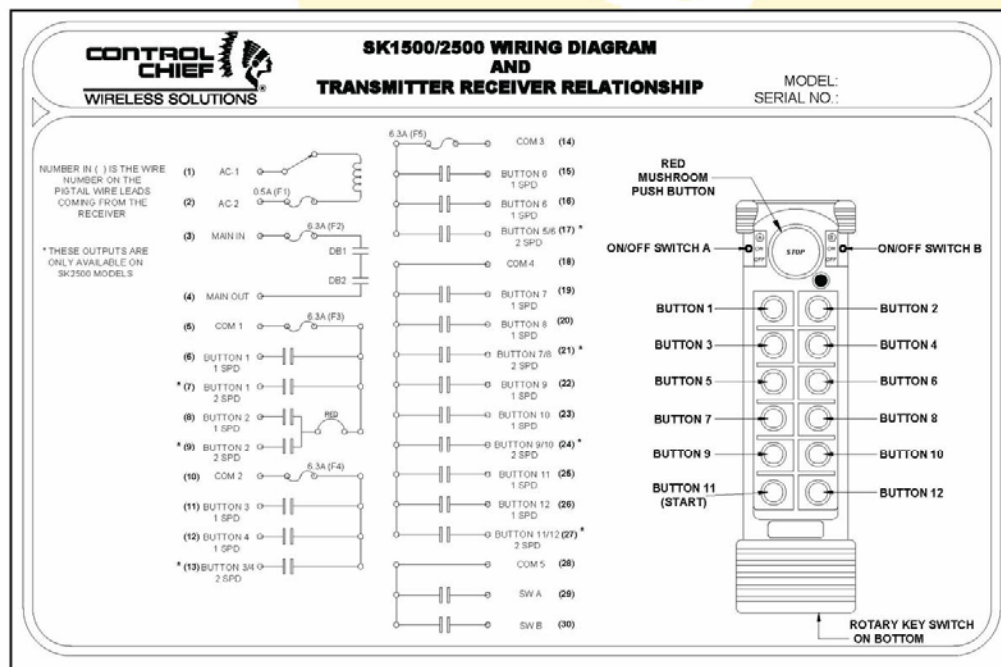 CONTROL
CHIEF
WIRELESS SOLUTIONS®
SK1500/2500 WIRING DIAGRAM
AND
TRANSMITTER RECEIVER RELATIONSHIP
MODEL:
SERIAL NO.:
NUMBER IN ( ) IS THE WIRE
NUMBER ON THE
PIGTAIL WIRE LEADS
COMING FROM THE
RECEIVER
* THESE OUTPUTS ARE
ONLY AVAILABLE ON
SK2500 MODELS
(1) AC-1
0.5A (F1)
(2) AC-2
6.3A (F2)
(3) MAIN IN
DB1
DB2
(4) MAIN OUT
6.3A (F3)
(5) COM 1
(6) BUTTON 1
1 SPD
* (7) BUTTON 1
2 SPD
(8) BUTTON 2
1 SPD
RED
* (9) BUTTON 2
2 SPD
6.3A (F4)
(10) COM 2
(11) BUTTON 3
1 SPD
(12) BUTTON 4
1 SPD
* (13) BUTTON 3/4
2 SPD
6.3A (F5)
COM 3 (14)
BUTTON 6 (15)
1 SPD
BUTTON 6 (16)
1 SPD
BUTTON 5/6 (17) *
2 SPD
COM 4 (18)
BUTTON 7 (19)
1 SPD
BUTTON 8 (20)
1 SPD
BUTTON 7/8 (21) *
2 SPD
BUTTON 9 (22)
1 SPD
BUTTON 10 (23)
1 SPD
BUTTON 9/10 (24) *
2 SPD
BUTTON 11 (25)
1 SPD
BUTTON 12 (26)
1 SPD
BUTTON 11/12 (27) *
2 SPD
COM 5 (28)
SW A (29)
SW B (30)
RED
MUSHROOM
PUSH BUTTON
ON/OFF SWITCH A
ON
OFF
STOP
ON
OFF
ON/OFF SWITCH B
BUTTON 1
BUTTON 2
BUTTON 3
BUTTON 4
BUTTON 5
BUTTON 6
BUTTON 7
BUTTON 8
BUTTON 9
BUTTON 10
BUTTON 11
(START)
BUTTON 12
ROTARY KEY SWITCH
ON BOTTOM